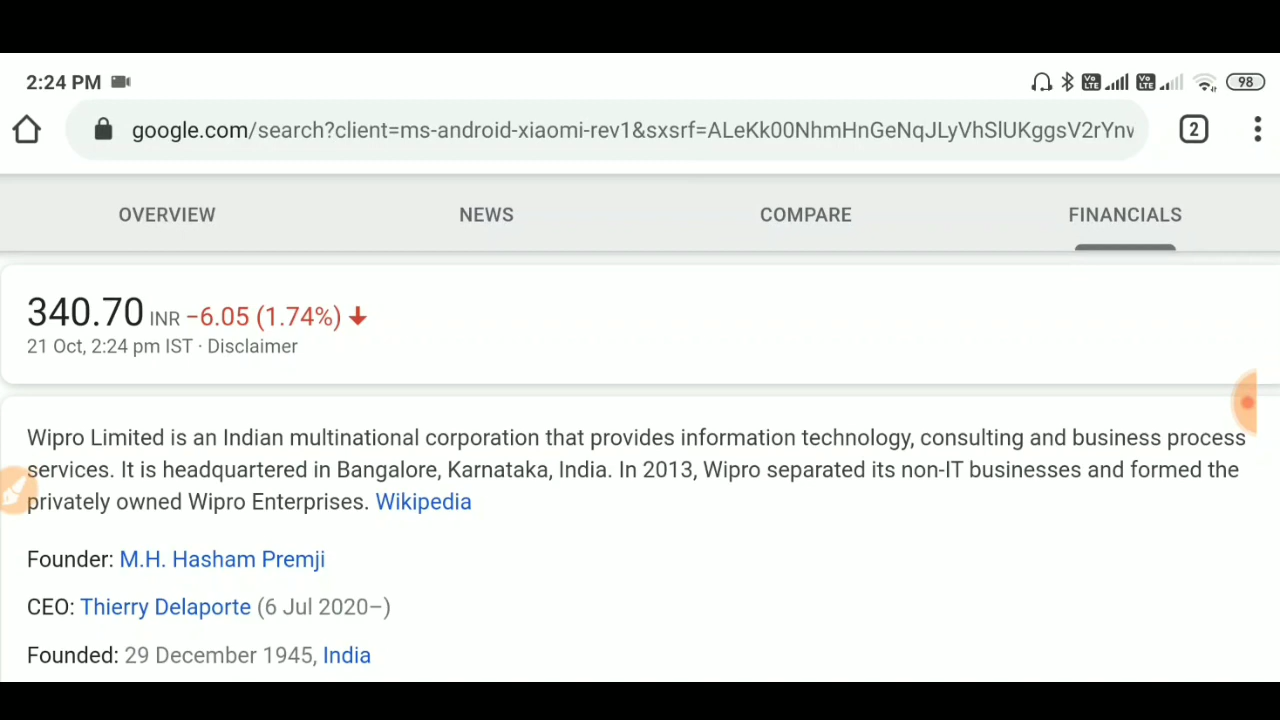 2:24 PM
Vo LTE Vo LTE 98
google.com/search?client=ms-android-xiaomi-rev1&sxsrf=ALeKk00NhmHnGeNqJLyVhSlUKggsV2rYnv
2
OVERVIEW NEWS COMPARE FINANCIALS
340.70 INR −6.05 (1.74%)
21 Oct, 2:24 pm IST · Disclaimer
Wipro Limited is an Indian multinational corporation that provides information technology, consulting and business process
services. It is headquartered in Bangalore, Karnataka, India. In 2013, Wipro separated its non-IT businesses and formed the
privately owned Wipro Enterprises. Wikipedia
Founder: M.H. Hasham Premji
CEO: Thierry Delaporte (6 Jul 2020–)
Founded: 29 December 1945, India